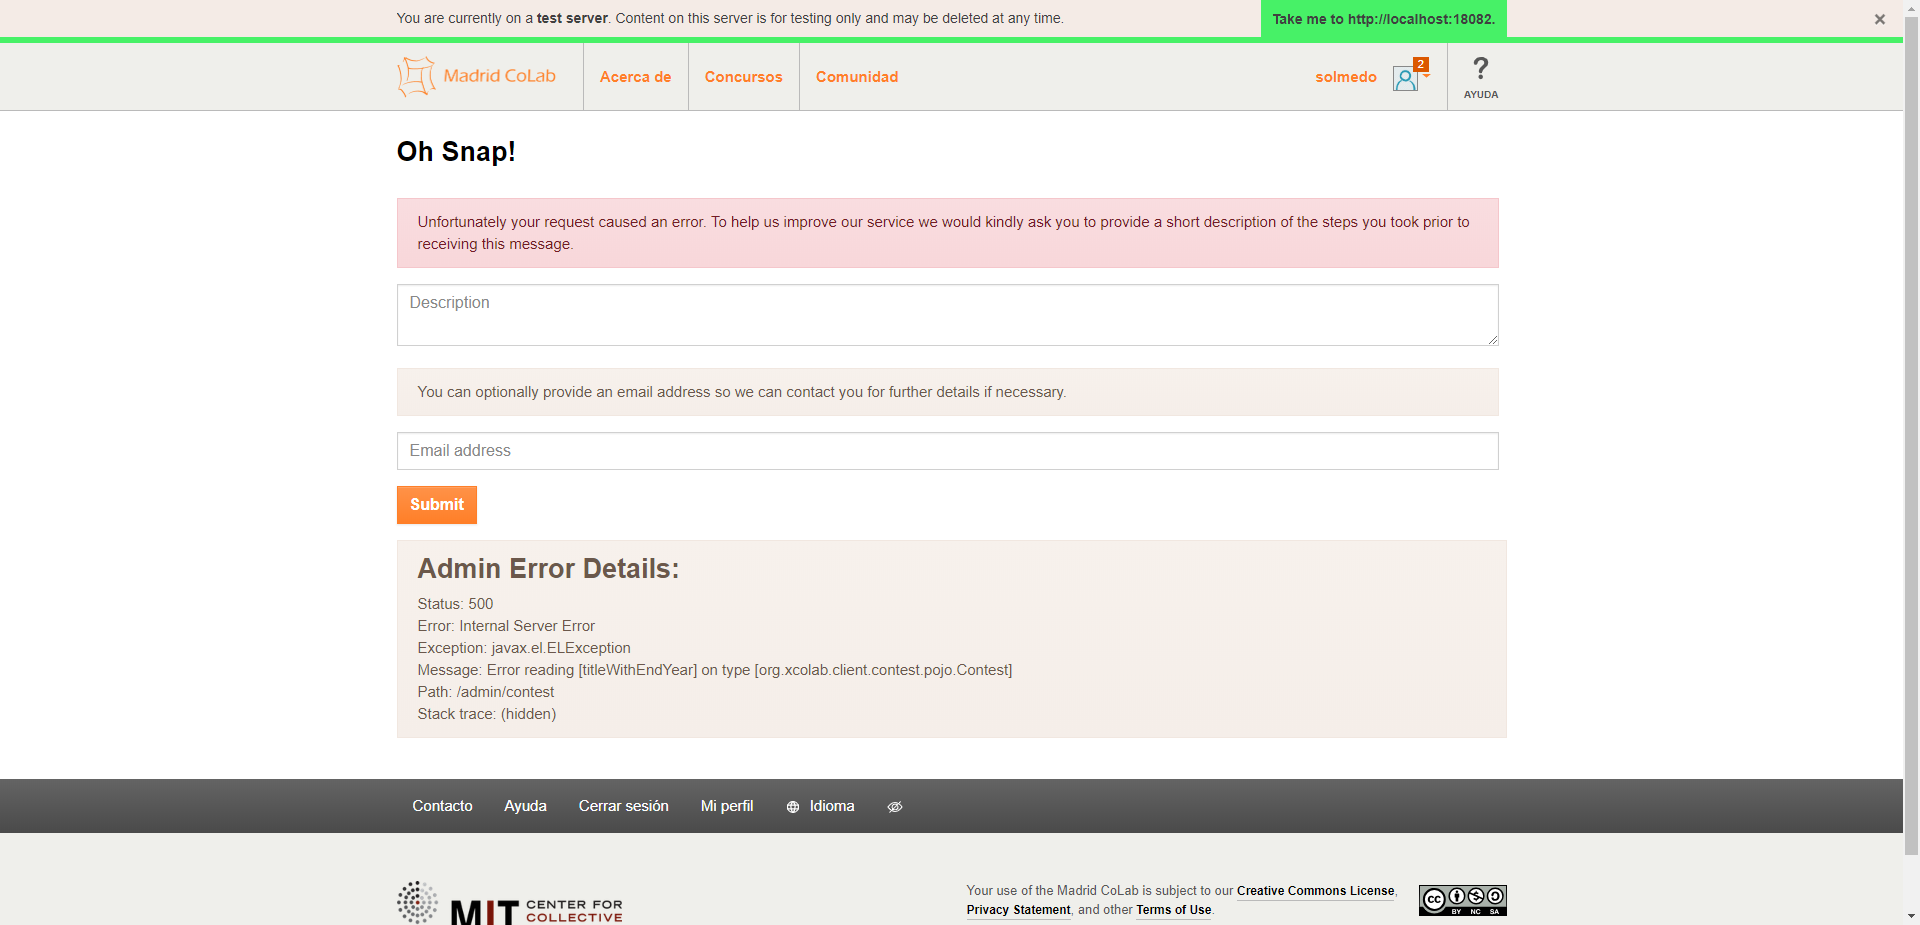 You are currently on a test server. Content on this server is for testing only and may be deleted at any time.
Take me to http://localhost:18082.
×
Madrid CoLab
Acerca de
Concursos
Comunidad
solmedo
2
?
AYUDA
Oh Snap!
Unfortunately your request caused an error. To help us improve our service we would kindly ask you to provide a short description of the steps you took prior to
receiving this message.
Description
You can optionally provide an email address so we can contact you for further details if necessary.
Email address
Submit
Admin Error Details:
Status: 500
Error: Internal Server Error
Exception: javax.el.ELException
Message: Error reading [titleWithEndYear] on type [org.xcolab.client.contest.pojo.Contest]
Path: /admin/contest
Stack trace: (hidden)
Contacto
Ayuda
Cerrar sesión
Mi perfil
Idioma
MIT
CENTER FOR
COLLECTIVE
Your use of the Madrid CoLab is subject to our Creative Commons License,
Privacy Statement, and other Terms of Use.
cc
BY NC SA